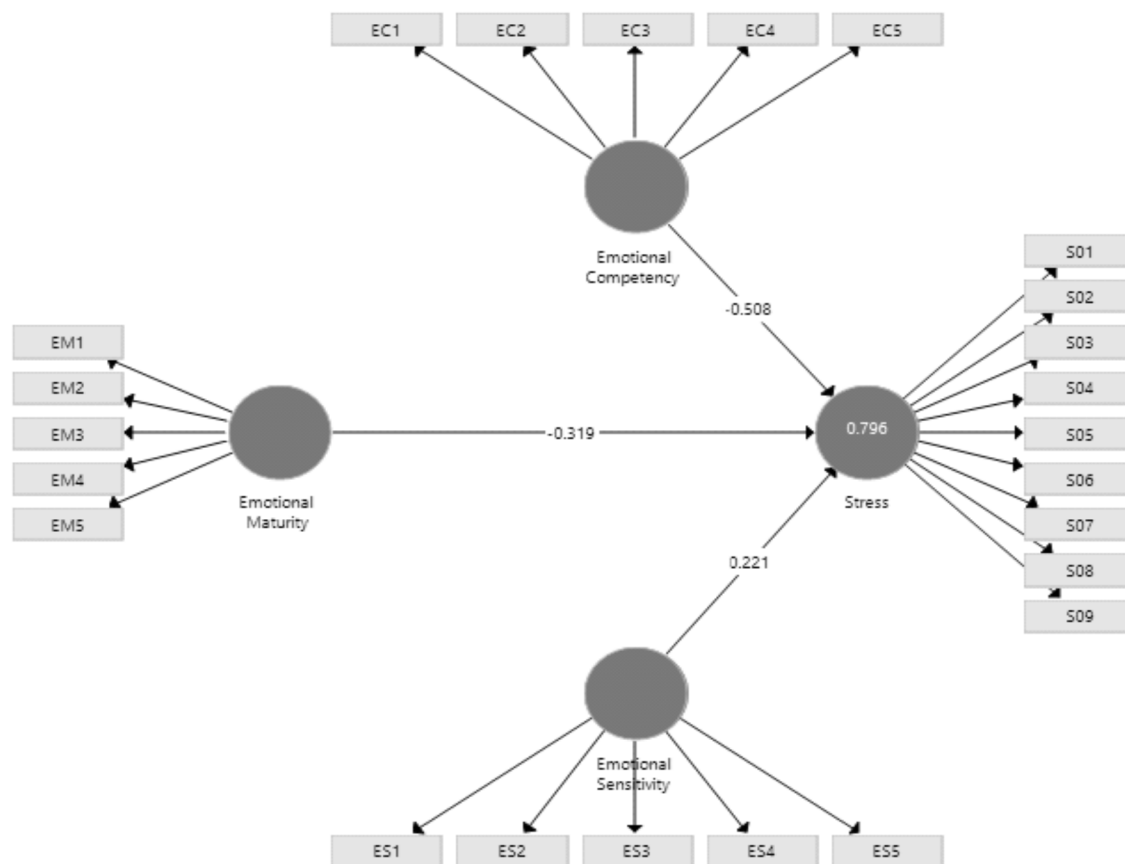 EC1 EC2 EC3 EC4 EC5
Emotional
Competency
-0.508
S01
S02
S03
S04
S05
S06
S07
S08
S09
EM1
EM2
EM3
EM4
EM5
Emotional
Maturity
-0.319
0.796
Stress
0.221
Emotional
Sensitivity
ES1 ES2 ES3 ES4 ES5